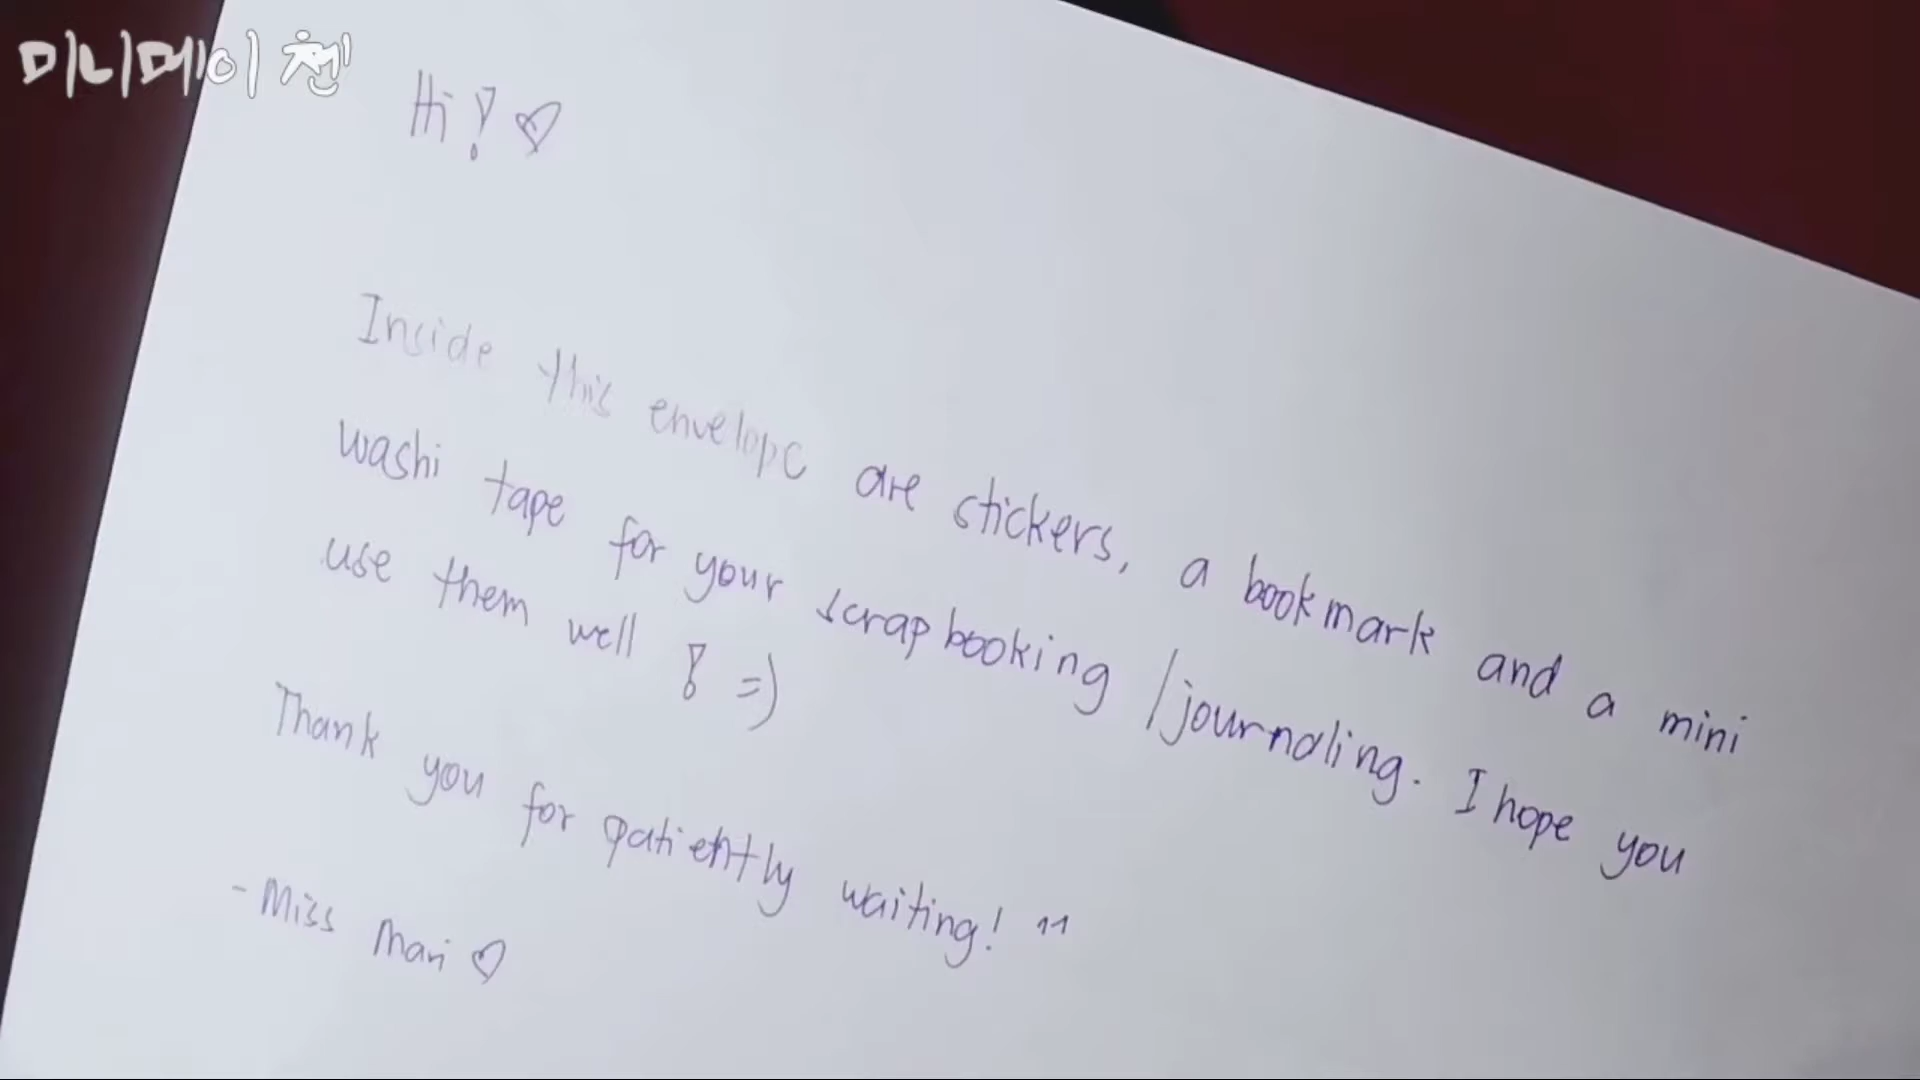 미니메이 첸
Hi! ♡
Inside this envelope are stickers, a bookmark and a mini
washi tape for your scrapbooking / journaling. I hope you
use them well! =)
Thank you for patiently waiting! ^^
- Miss Mari ♡